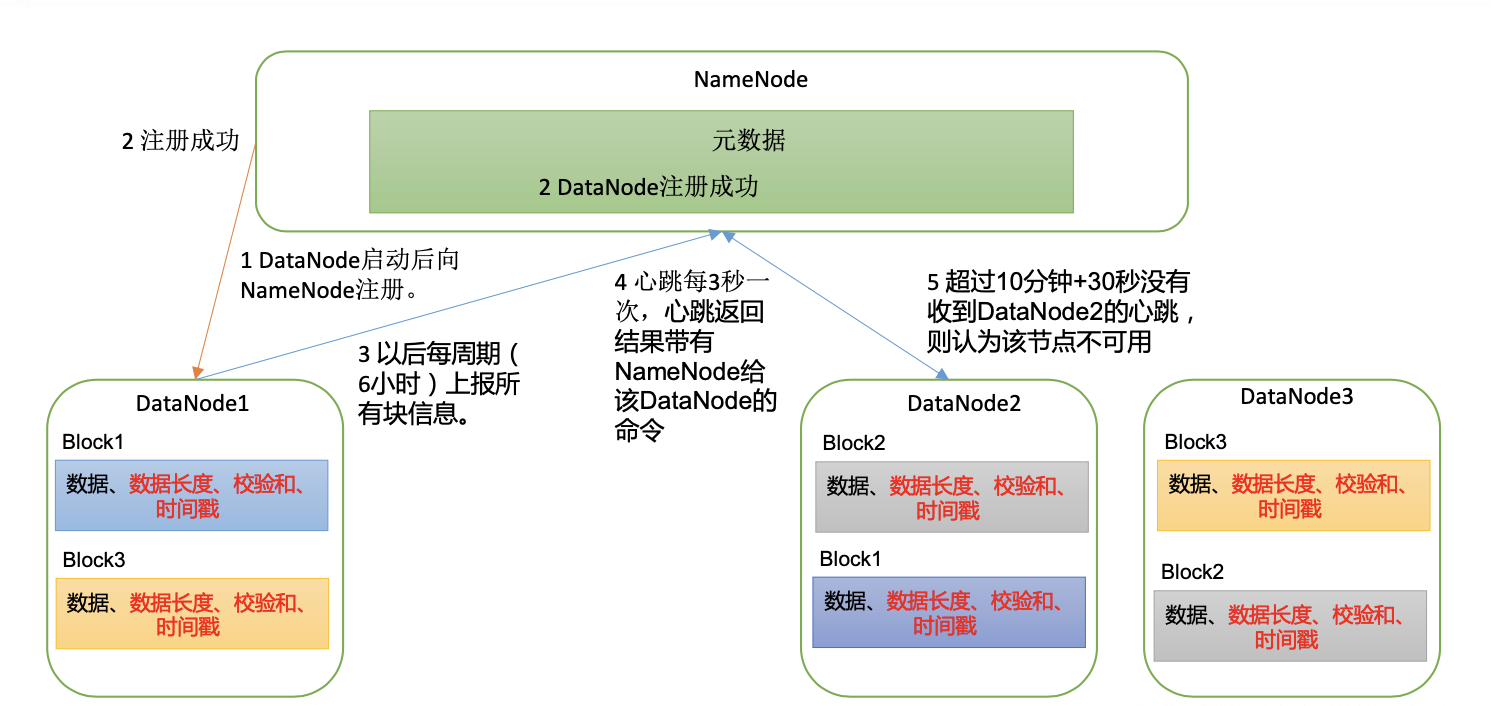 NameNode
元数据
2 DataNode注册成功
2 注册成功
1 DataNode启动后向
NameNode注册。
3 以后每周期（
6小时）上报所
有块信息。
4 心跳每3秒一
次，心跳返回
结果带有
NameNode给
该DataNode的
命令
5 超过10分钟+30秒没有
收到DataNode2的心跳，
则认为该节点不可用
DataNode1
Block1
数据、数据长度、校验和、
时间戳
Block3
数据、数据长度、校验和、
时间戳
DataNode2
Block2
数据、数据长度、校验和、
时间戳
Block1
数据、数据长度、校验和、
时间戳
DataNode3
Block3
数据、数据长度、校验和、
时间戳
Block2
数据、数据长度、校验和、
时间戳